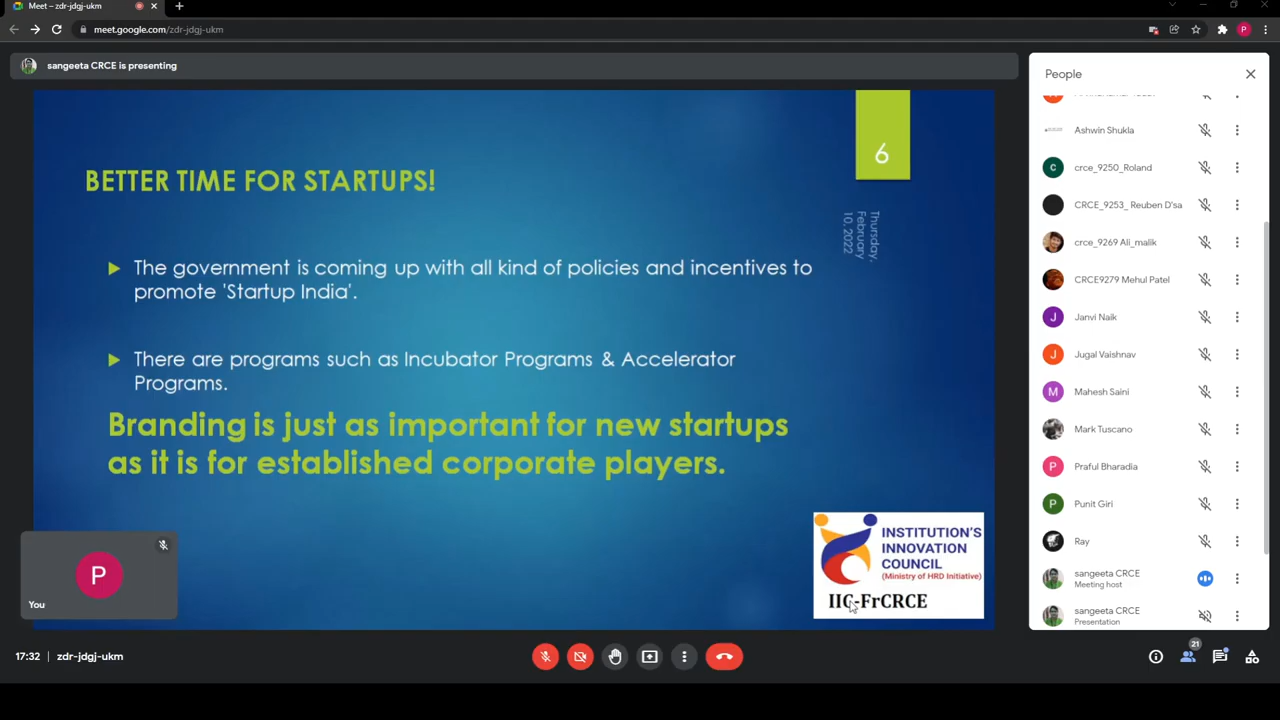 Meet – zdr-jdgj-ukm
meet.google.com/zdr-jdgj-ukm
P
sangeeta CRCE is presenting
6
BETTER TIME FOR STARTUPS!
Thursday,
February
10, 2022
The government is coming up with all kind of policies and incentives to
promote 'Startup India'.
There are programs such as Incubator Programs & Accelerator
Programs.
Branding is just as important for new startups
as it is for established corporate players.
INSTITUTION'S
INNOVATION
COUNCIL
(Ministry of HRD Initiative)
IIC-FrCRCE
P
You
People
Ashwin Shukla
c
crce_9250_Roland
CRCE_9253_ Reuben D'sa
crce_9269 Ali_malik
CRCE9279 Mehul Patel
J
Janvi Naik
J
Jugal Vaishnav
M
Mahesh Saini
Mark Tuscano
P
Praful Bharadia
P
Punit Giri
Ray
sangeeta CRCE
Meeting host
sangeeta CRCE
Presentation
17:32 | zdr-jdgj-ukm
21